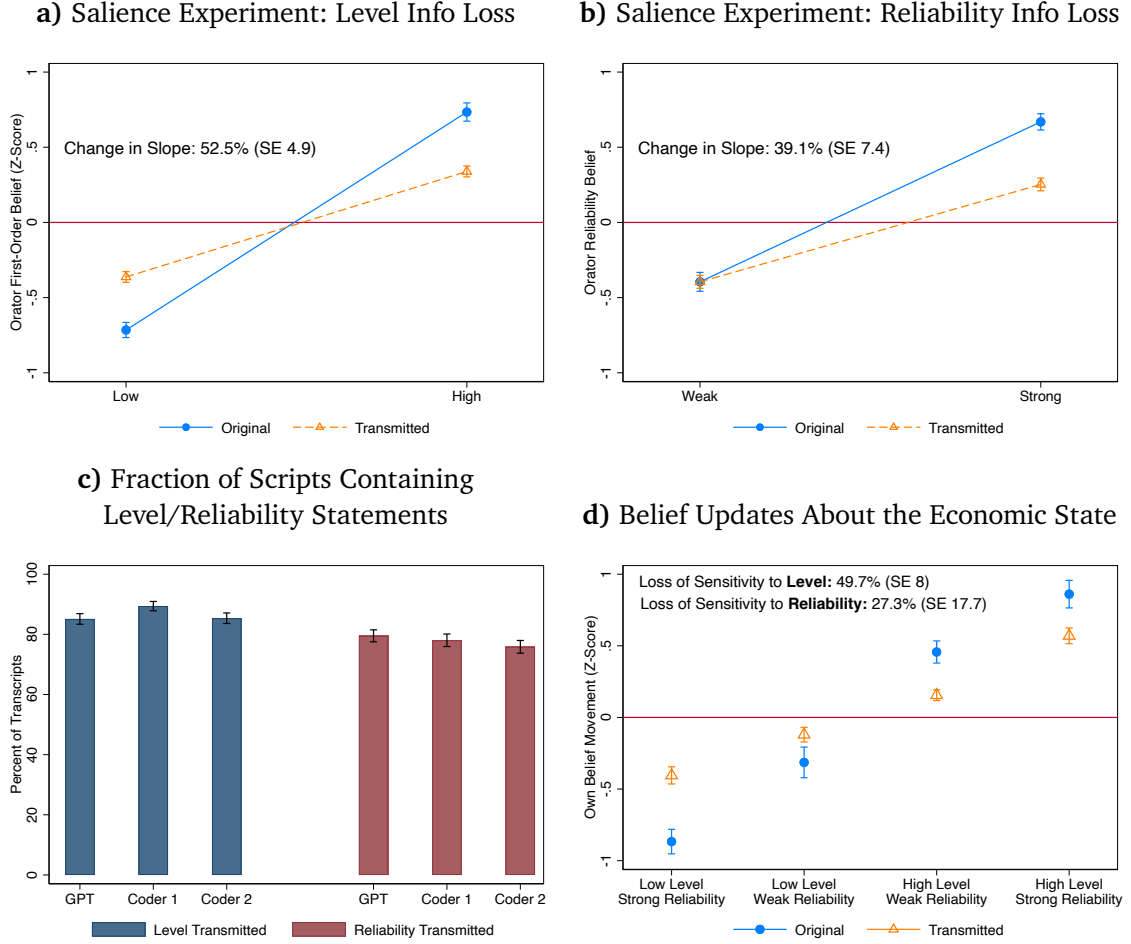 a) Salience Experiment: Level Info Loss
Orator First-Order Belief (Z-Score)
1
.5
0
-.5
-1
Change in Slope: 52.5% (SE 4.9)
Low
High
Original
Transmitted
b) Salience Experiment: Reliability Info Loss
Orator Reliability Belief
1
.5
0
-.5
-1
Change in Slope: 39.1% (SE 7.4)
Weak
Strong
Original
Transmitted
c) Fraction of Scripts Containing
Level/Reliability Statements
Percent of Transcripts
100
80
60
40
20
0
GPT
Coder 1
Coder 2
GPT
Coder 1
Coder 2
Level Transmitted
Reliability Transmitted
d) Belief Updates About the Economic State
Own Belief Movement (Z-Score)
1
.5
0
-.5
-1
Loss of Sensitivity to Level: 49.7% (SE 8)
Loss of Sensitivity to Reliability: 27.3% (SE 17.7)
Low Level
Strong Reliability
Low Level
Weak Reliability
High Level
Weak Reliability
High Level
Strong Reliability
Original
Transmitted